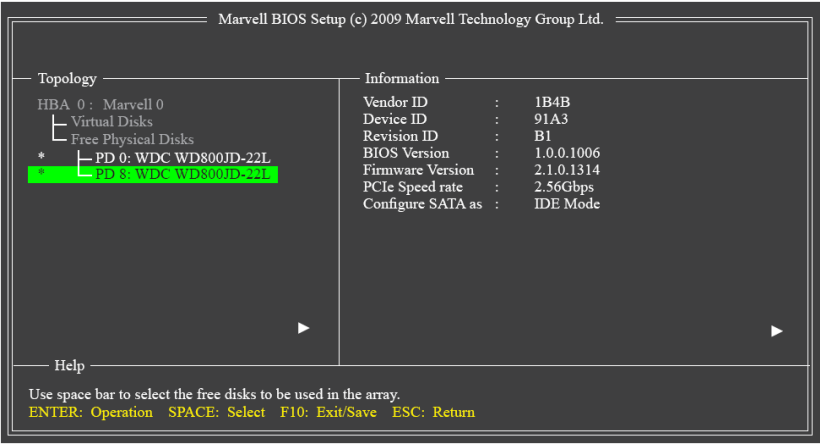 Marvell BIOS Setup (c) 2009 Marvell Technology Group Ltd.
Topology
HBA 0 : Marvell 0
Virtual Disks
Free Physical Disks
* PD 0: WDC WD800JD-22L
* PD 8: WDC WD800JD-22L
Information
Vendor ID : 1B4B
Device ID : 91A3
Revision ID : B1
BIOS Version : 1.0.0.1006
Firmware Version : 2.1.0.1314
PCIe Speed rate : 2.56Gbps
Configure SATA as : IDE Mode
Help
Use space bar to select the free disks to be used in the array.
ENTER: Operation SPACE: Select F10: Exit/Save ESC: Return